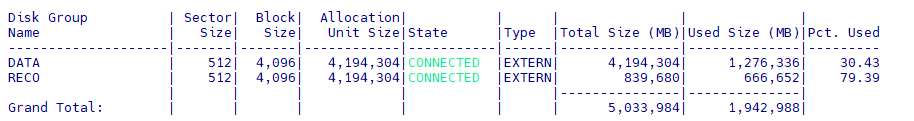 Disk Group          | Sector|  Block|  Allocation|           |      |               |              |
Name                |   Size|   Size|   Unit Size|State      |Type  |Total Size (MB)|Used Size (MB)|Pct. Used
--------------------|-------|-------|------------|-----------|------|---------------|--------------|---------
DATA                |    512|  4,096|   4,194,304|CONNECTED  |EXTERN|      4,194,304|     1,276,336|    30.43
RECO                |    512|  4,096|   4,194,304|CONNECTED  |EXTERN|        839,680|       666,652|    79.39
                    |       |       |            |           |      |---------------|--------------|
Grand Total:        |       |       |            |           |      |      5,033,984|     1,942,988|